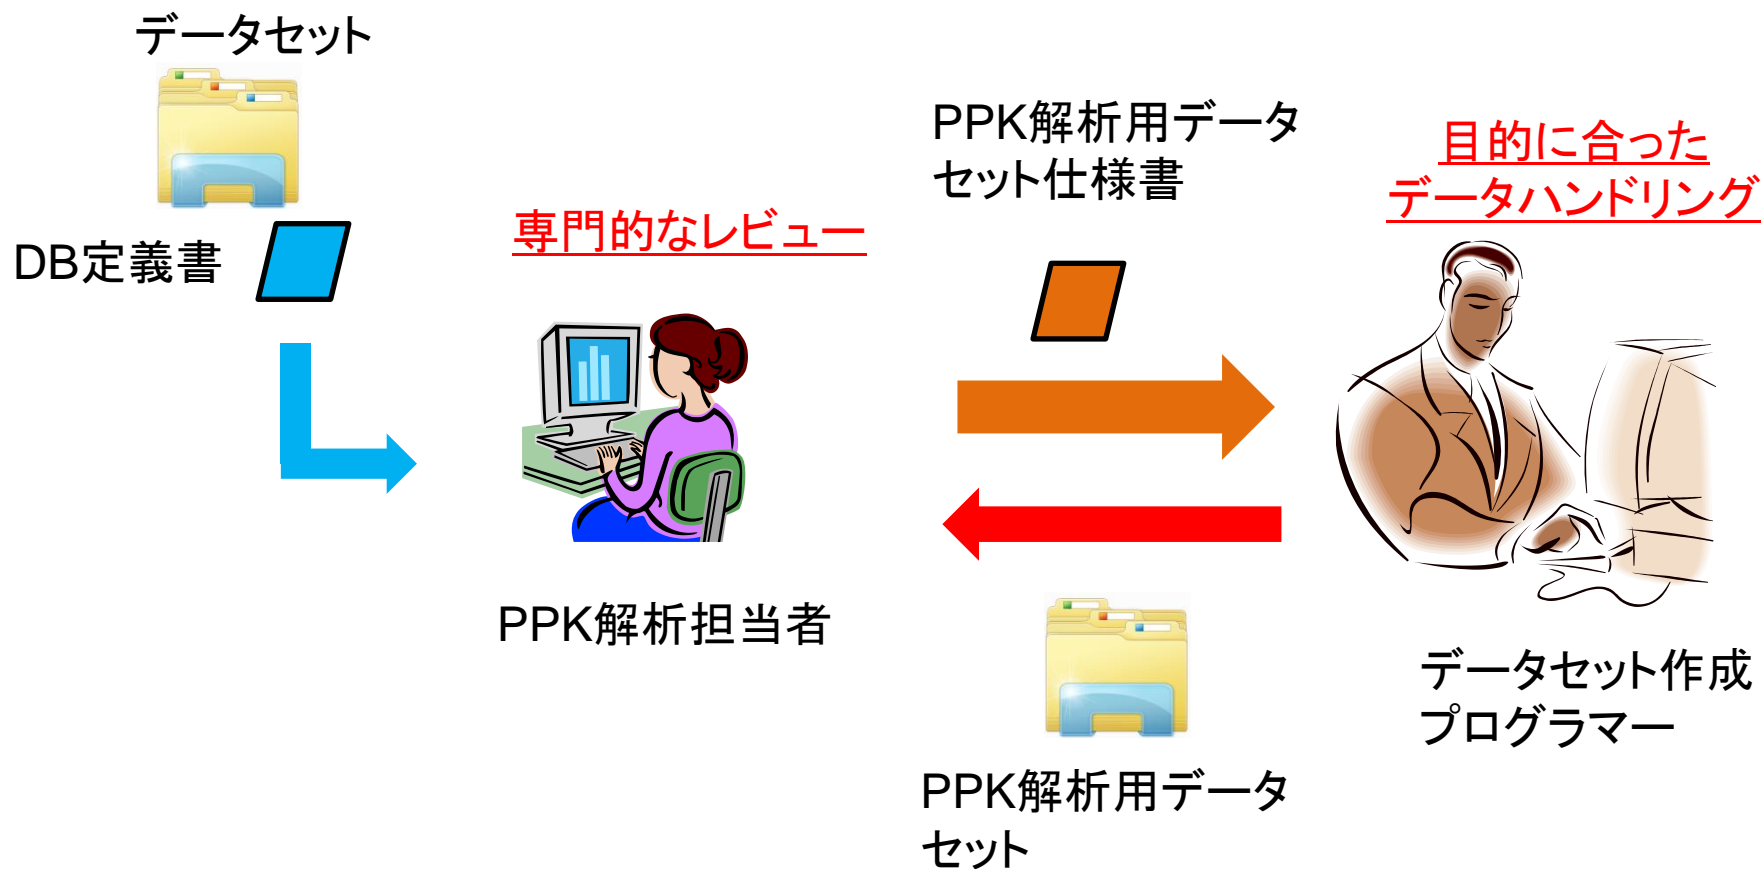 データセット
DB定義書
専門的なレビュー
PPK解析担当者
PPK解析用データ
セット仕様書
PPK解析用データ
セット
目的に合った
データハンドリング
データセット作成
プログラマー